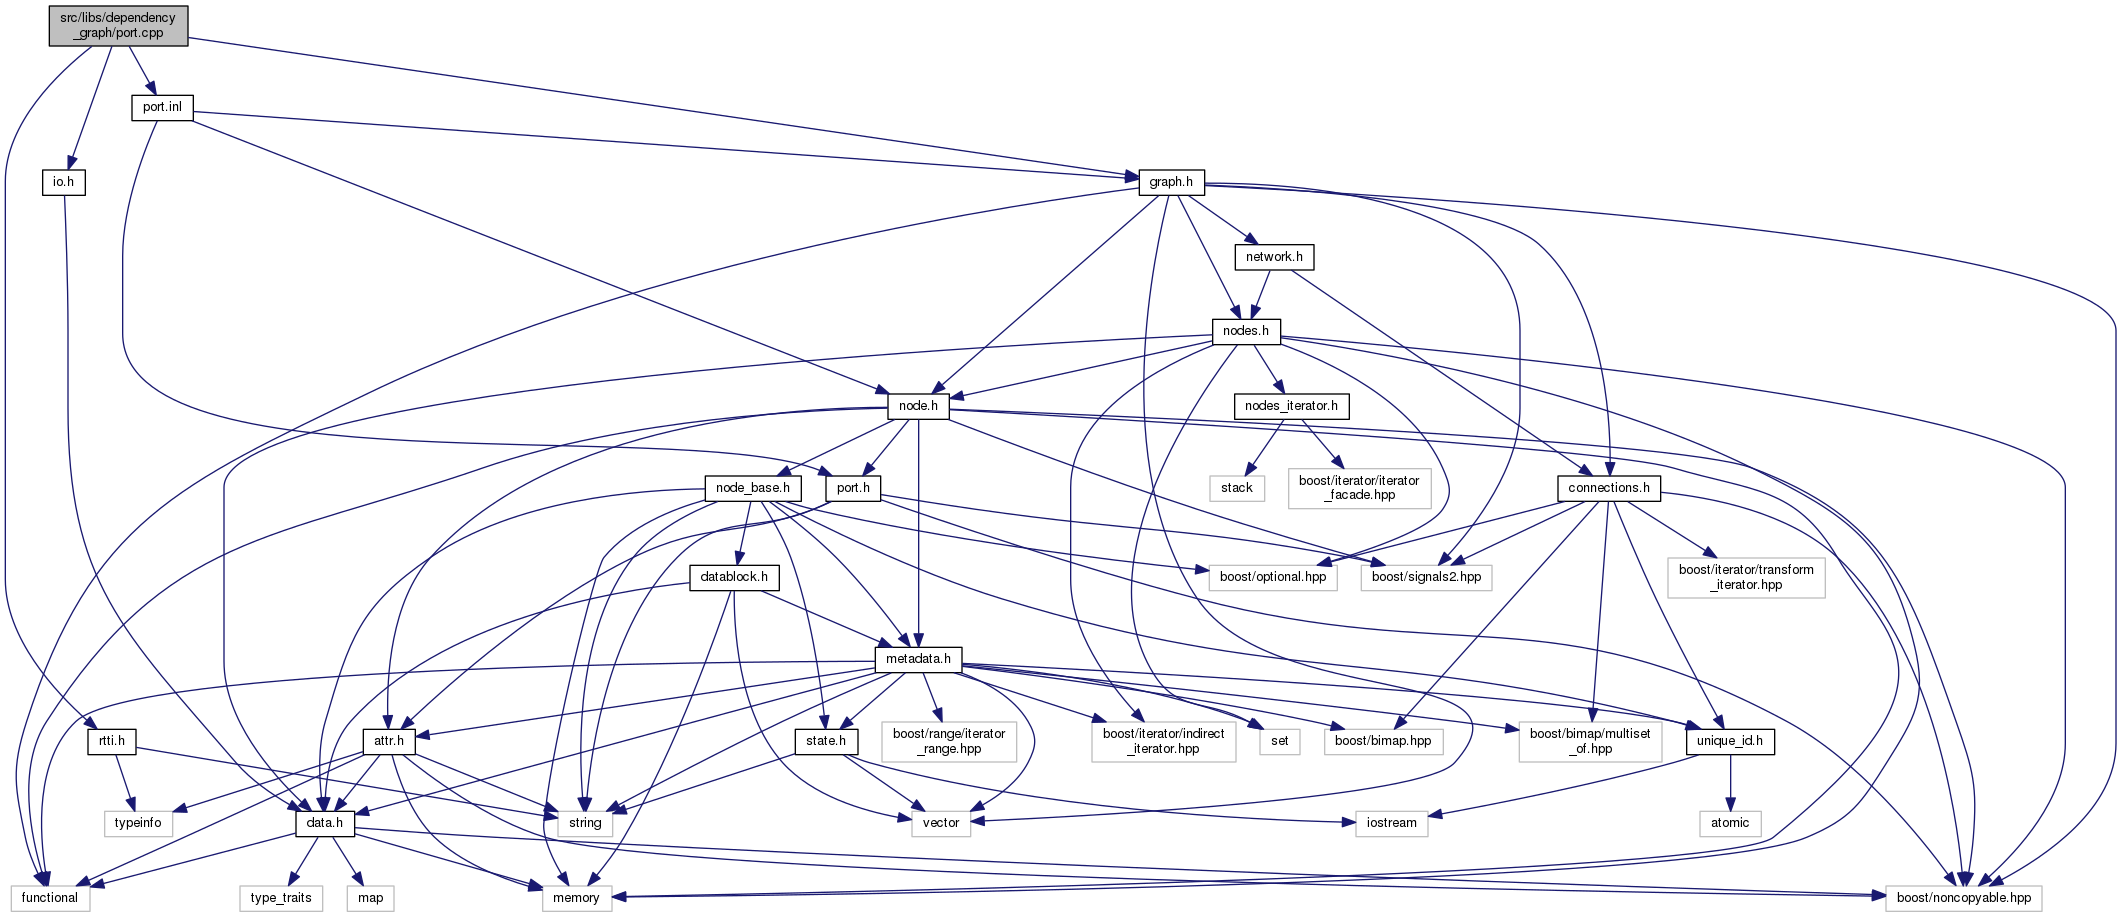 src/libs/dependency
_graph/port.cpp
port.inl
io.h
graph.h
network.h
nodes.h
node.h
nodes_iterator.h
node_base.h
port.h
stack
boost/iterator/iterator
_facade.hpp
connections.h
datablock.h
boost/optional.hpp
boost/signals2.hpp
boost/iterator/transform
_iterator.hpp
metadata.h
rtti.h
attr.h
state.h
boost/range/iterator
_range.hpp
boost/iterator/indirect
_iterator.hpp
set
boost/bimap.hpp
boost/bimap/multiset
_of.hpp
unique_id.h
typeinfo
data.h
string
vector
iostream
atomic
functional
type_traits
map
memory
boost/noncopyable.hpp